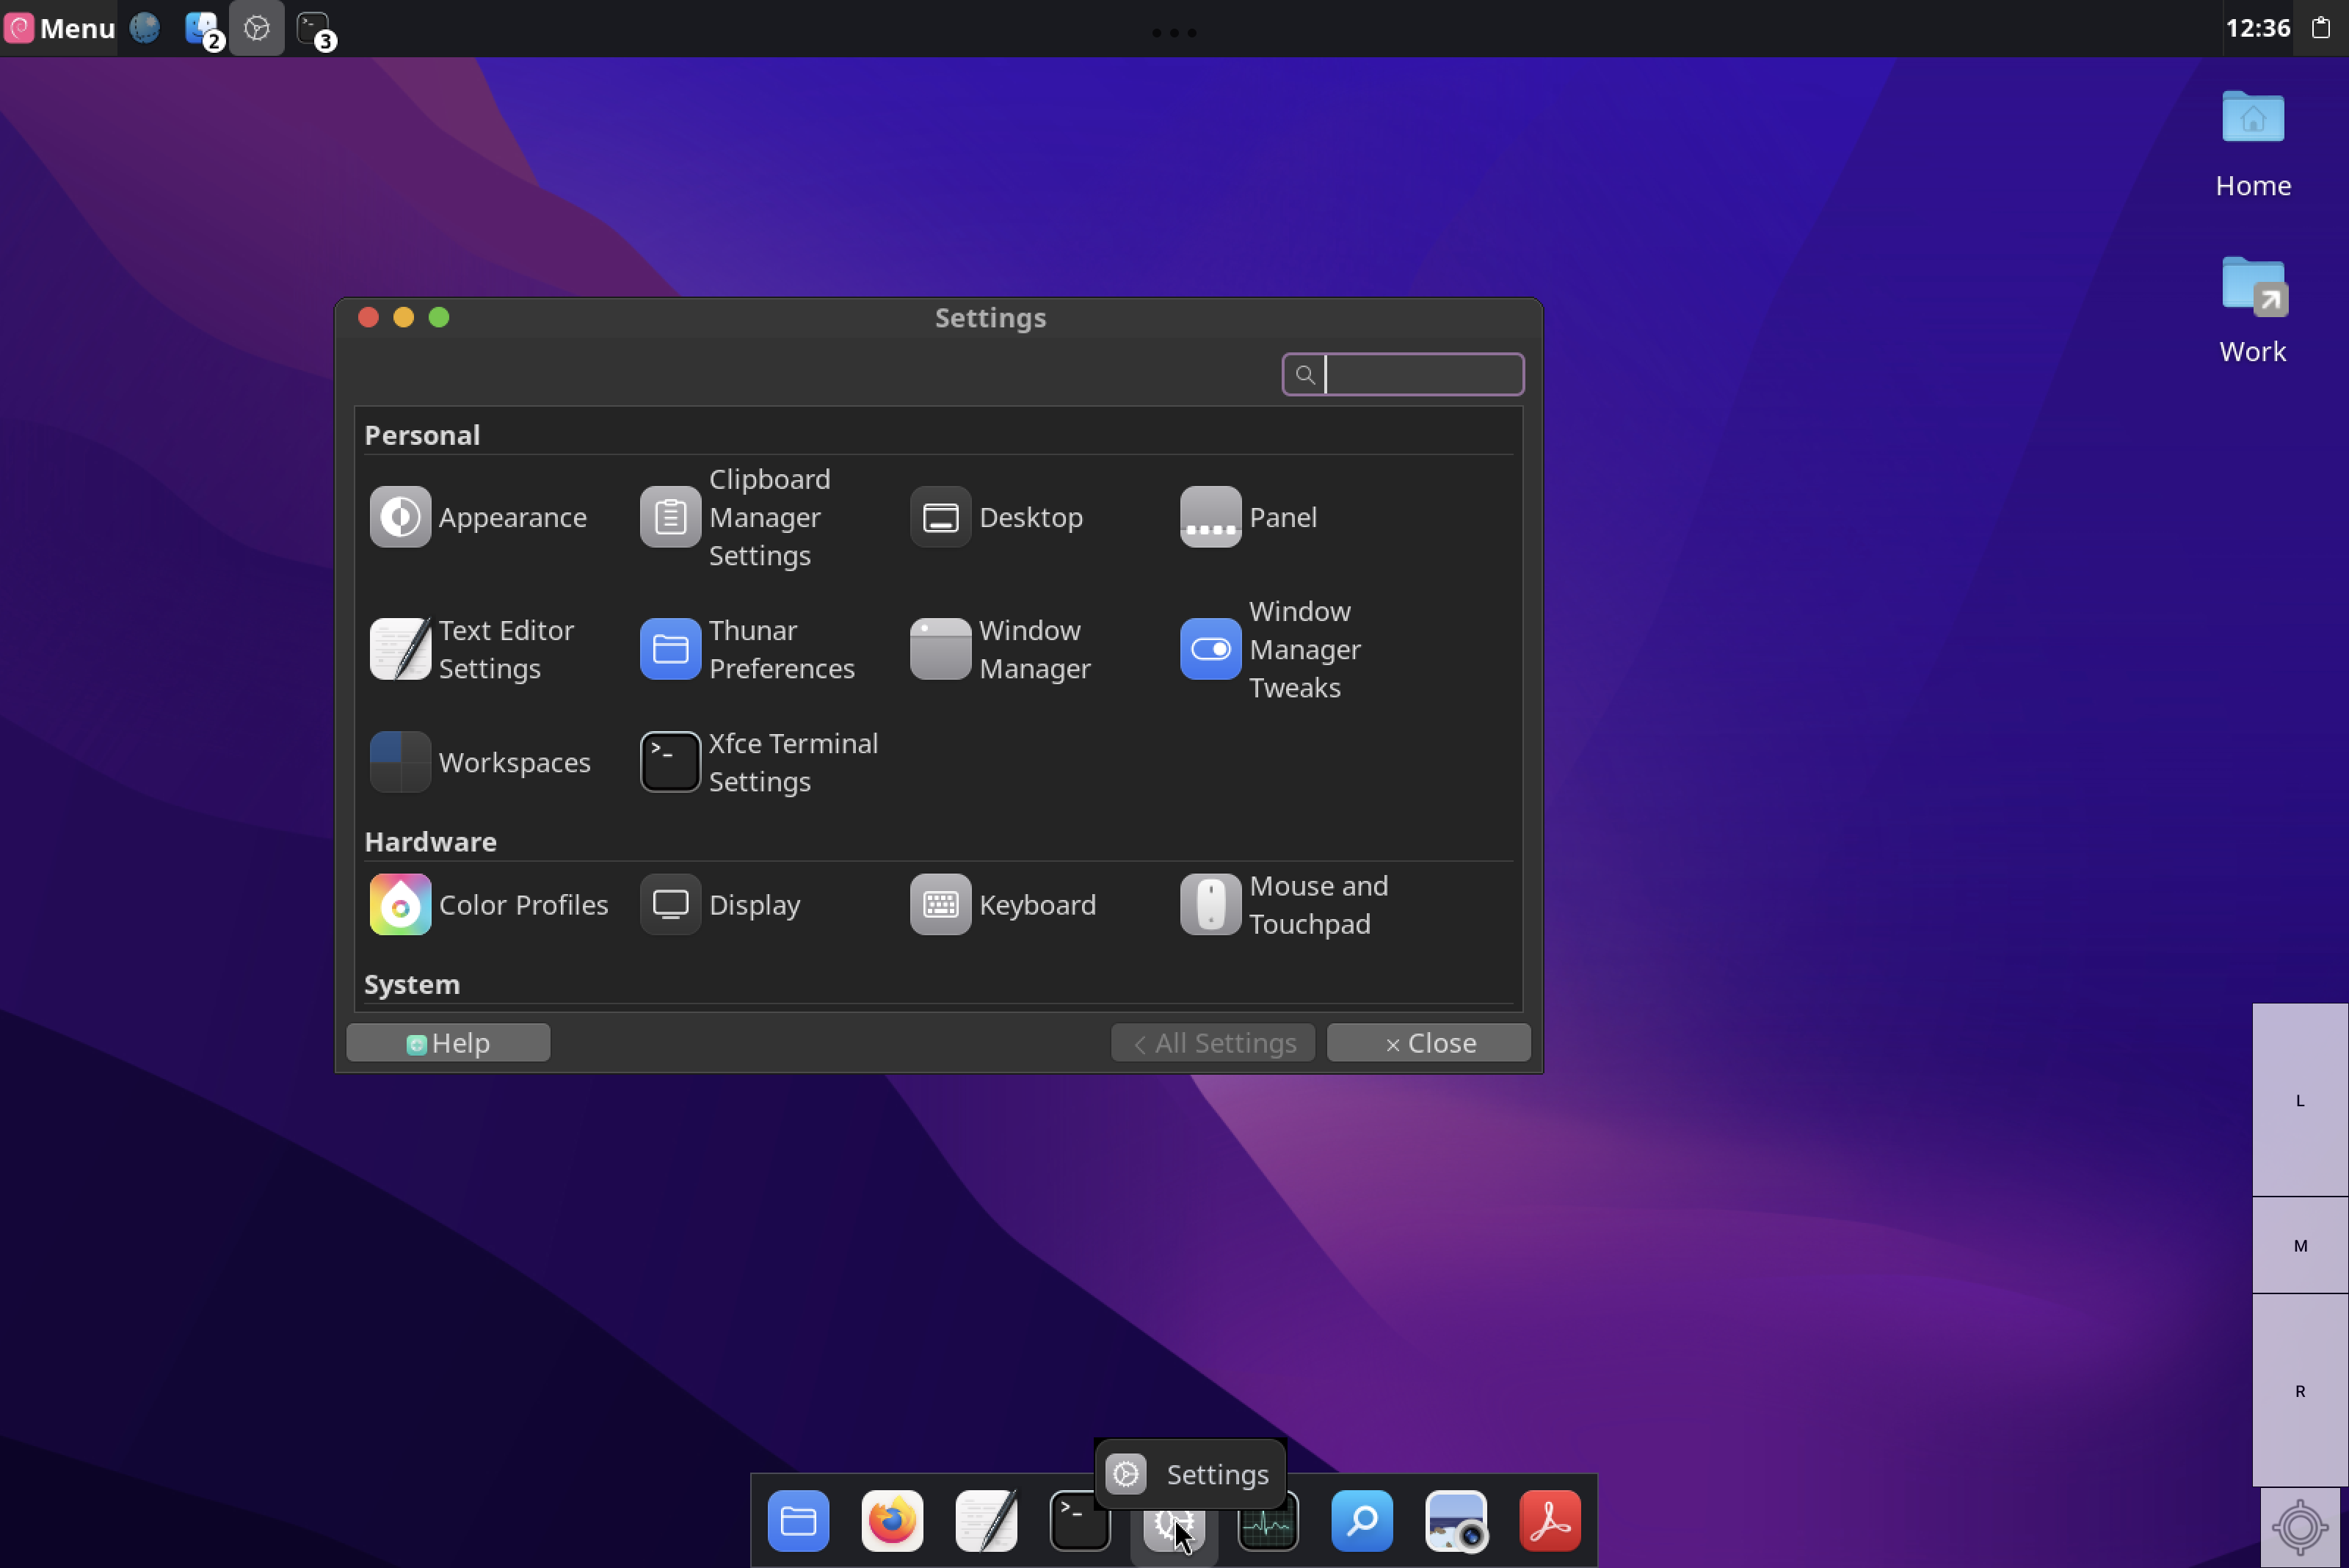 Menu
2
3
12:36
Home
Work
Settings
Personal
Appearance
Clipboard
Manager
Settings
Desktop
Panel
Text Editor
Settings
Thunar
Preferences
Window
Manager
Window
Manager
Tweaks
Workspaces
>_
Xfce Terminal
Settings
Hardware
Color Profiles
Display
Keyboard
Mouse and
Touchpad
System
Help
< All Settings
× Close
L
M
R
Settings
>_